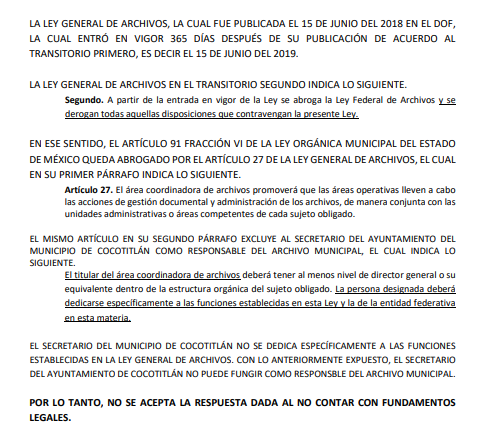 LA LEY GENERAL DE ARCHIVOS, LA CUAL FUE PUBLICADA EL 15 DE JUNIO DEL 2018 EN EL DOF,
LA CUAL ENTRÓ EN VIGOR 365 DÍAS DESPUÉS DE SU PUBLICACIÓN DE ACUERDO AL
TRANSITORIO PRIMERO, ES DECIR EL 15 DE JUNIO DEL 2019.
LA LEY GENERAL DE ARCHIVOS EN EL TRANSITORIO SEGUNDO INDICA LO SIGUIENTE.
Segundo. A partir de la entrada en vigor de la Ley se abroga la Ley Federal de Archivos y se
derogan todas aquellas disposiciones que contravengan la presente Ley.
EN ESE SENTIDO, EL ARTÍCULO 91 FRACCIÓN VI DE LA LEY ORGÁNICA MUNICIPAL DEL ESTADO
DE MÉXICO QUEDA ABROGADO POR EL ARTÍCULO 27 DE LA LEY GENERAL DE ARCHIVOS, EL CUAL
EN SU PRIMER PÁRRAFO INDICA LO SIGUIENTE.
Artículo 27. El área coordinadora de archivos promoverá que las áreas operativas lleven a cabo
las acciones de gestión documental y administración de los archivos, de manera conjunta con las
unidades administrativas o áreas competentes de cada sujeto obligado.
EL MISMO ARTÍCULO EN SU SEGUNDO PÁRRAFO EXCLUYE AL SECRETARIO DEL AYUNTAMIENTO DEL
MUNICIPIO DE COCOTITLÁN COMO RESPONSABLE DEL ARCHIVO MUNICIPAL, EL CUAL INDICA LO
SIGUIENTE.
El titular del área coordinadora de archivos deberá tener al menos nivel de director general o su
equivalente dentro de la estructura orgánica del sujeto obligado. La persona designada deberá
dedicarse específicamente a las funciones establecidas en esta Ley y la de la entidad federativa
en esta materia.
EL SECRETARIO DEL MUNICIPIO DE COCOTITLÁN NO SE DEDICA ESPECÍFICAMENTE A LAS FUNCIONES
ESTABLECIDAS EN LA LEY GENERAL DE ARCHIVOS. CON LO ANTERIORMENTE EXPUESTO, EL SECRETARIO
DEL AYUNTAMIENTO DE COCOTITLÁN NO PUEDE FUNGIR COMO RESPONSBLE DEL ARCHIVO MUNICIPAL.
POR LO TANTO, NO SE ACEPTA LA RESPUESTA DADA AL NO CONTAR CON FUNDAMENTOS
LEGALES.